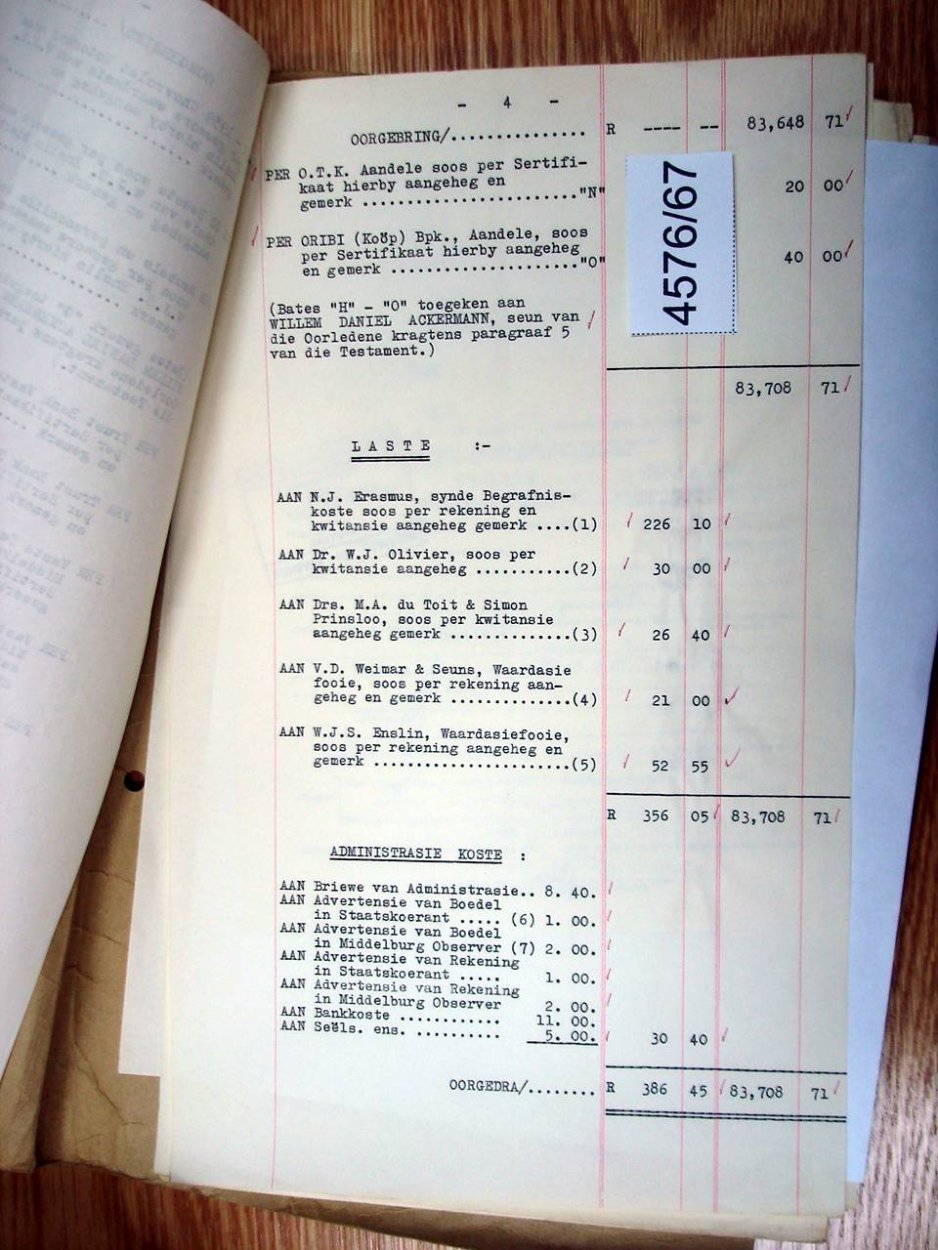 - 4 -
OORGEBRING/............... R ---- -- 83,648 71
PER O.T.K. Aandele soos per Sertifi-
kaat hierby aangeheg en
gemerk ........................"N" 20 00
PER ORIBI (Koöp) Bpk., Aandele, soos
per Sertifikaat hierby aangeheg
en gemerk ....................."O" 40 00
4576/67
(Bates "H" - "O" toegeken aan
WILLEM DANIEL ACKERMANN, seun van
die Oorledene kragtens paragraaf 5
van die Testament.)
83,708 71
L A S T E :-
AAN N.J. Erasmus, synde Begrafnis-
koste soos per rekening en
kwitansie aangeheg gemerk ....(1) 226 10
AAN Dr. W.J. Olivier, soos per
kwitansie aangeheg ...........(2) 30 00
AAN Drs. M.A. du Toit & Simon
Prinsloo, soos per kwitansie
aangeheg gemerk ..............(3) 26 40
AAN V.D. Weimar & Seuns, Waardasie
fooie, soos per rekening aan-
geheg en gemerk ..............(4) 21 00
AAN W.J.S. Enslin, Waardasiefooie,
soos per rekening aangeheg en
gemerk .......................(5) 52 55
R 356 05 83,708 71
ADMINISTRASIE KOSTE :
AAN Briewe van Administrasie.. 8. 40.
AAN Advertensie van Boedel
in Staatskoerant ..... (6) 1. 00.
AAN Advertensie van Boedel
in Middelburg Observer (7) 2. 00.
AAN Advertensie van Rekening
in Staatskoerant ..... 1. 00.
AAN Advertensie van Rekening
in Middelburg Observer 2. 00.
AAN Bankkoste ............ 11. 00.
AAN Seëls. ens. .......... 5. 00. 30 40
OORGEDRA/........ R 386 45 83,708 71